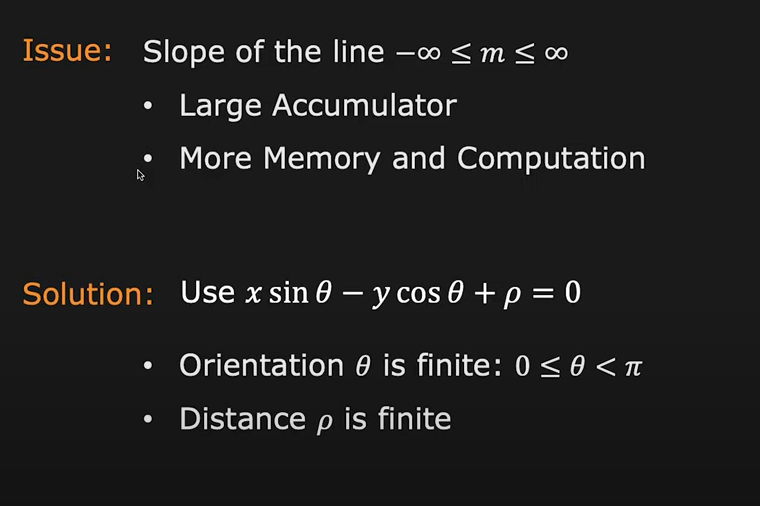 Issue: Slope of the line −∞ ≤ m ≤ ∞
• Large Accumulator
• More Memory and Computation
Solution: Use x sin θ − y cos θ + ρ = 0
• Orientation θ is finite: 0 ≤ θ < π
• Distance ρ is finite